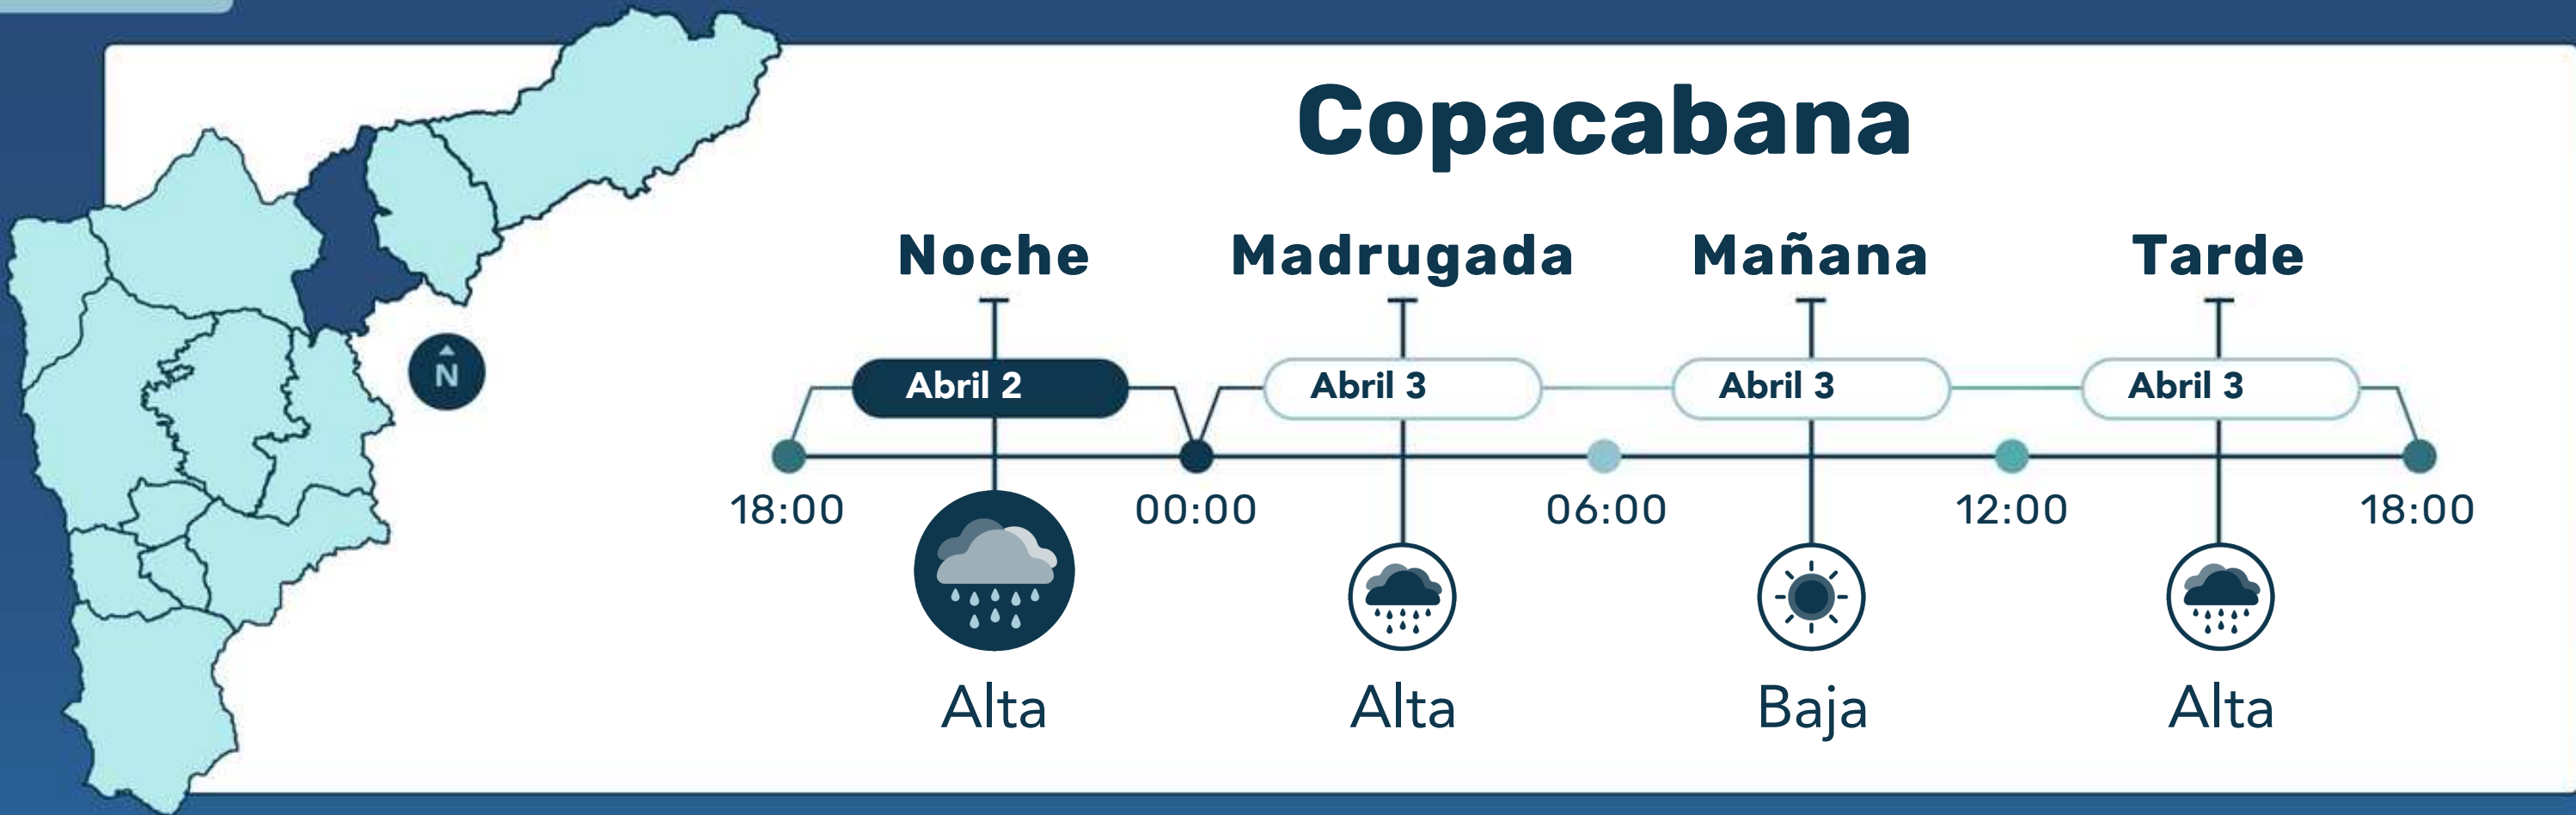 Copacabana
Noche Madrugada Mañana Tarde
Abril 2 Abril 3 Abril 3 Abril 3
N
18:00 00:00 06:00 12:00 18:00
Alta Alta Baja Alta